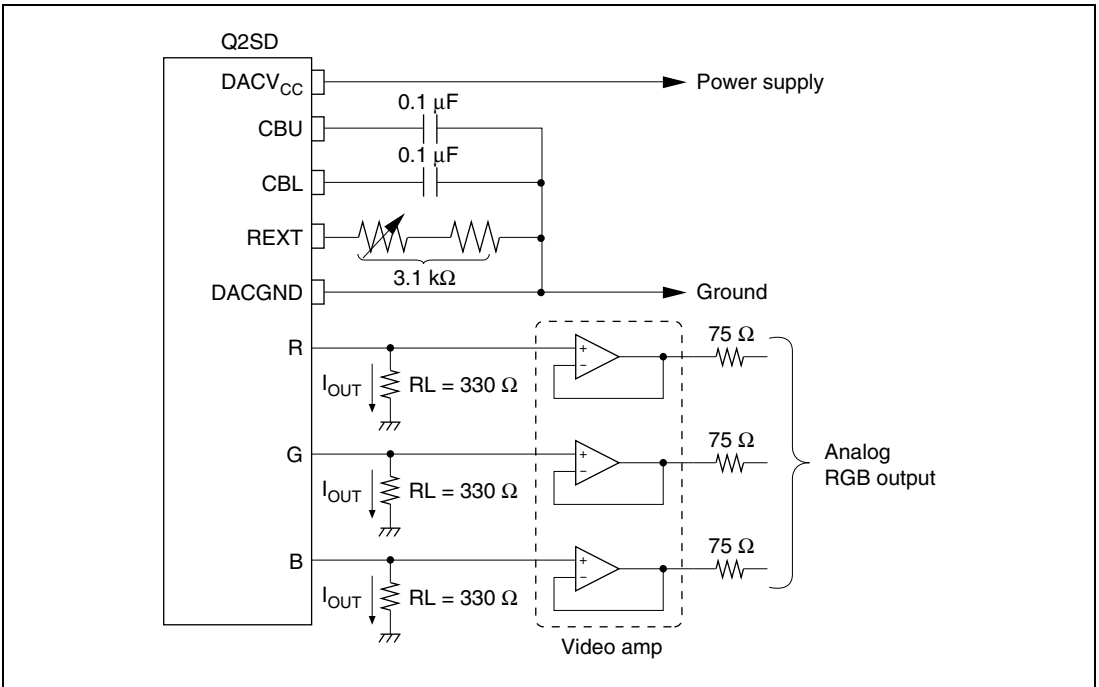 Q2SD
DACVCC
Power supply
0.1 µF
CBU
0.1 µF
CBL
REXT
3.1 kΩ
DACGND
Ground
R
IOUT
RL = 330 Ω
+
−
75 Ω
G
IOUT
RL = 330 Ω
+
−
75 Ω
Analog
RGB output
B
IOUT
RL = 330 Ω
+
−
75 Ω
Video amp